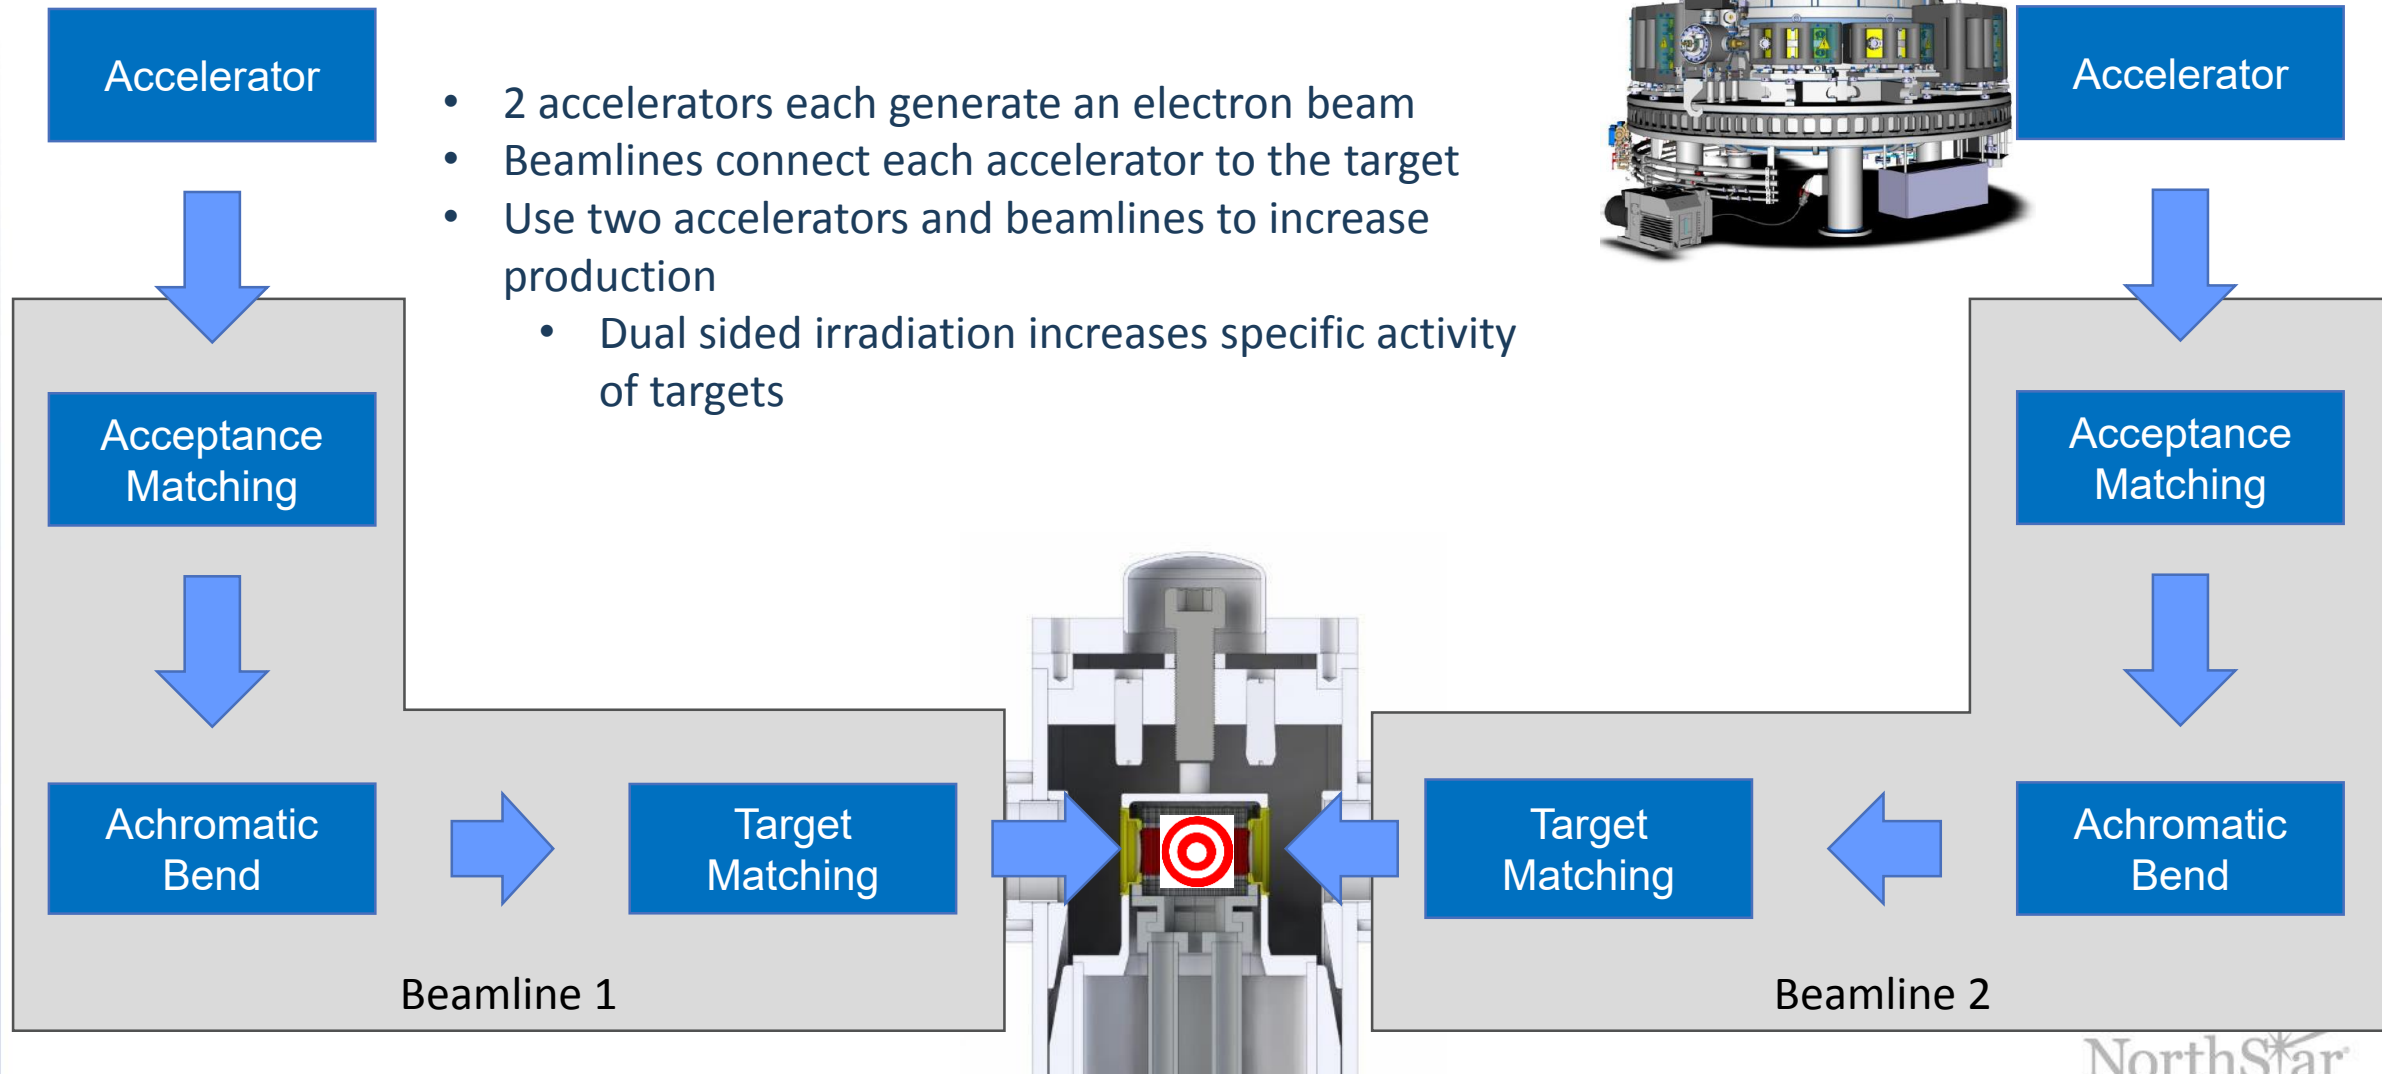 Accelerator
Accelerator
• 2 accelerators each generate an electron beam
• Beamlines connect each accelerator to the target
• Use two accelerators and beamlines to increase
production
• Dual sided irradiation increases specific activity
of targets
Acceptance
Matching
Acceptance
Matching
Achromatic
Bend
Target
Matching
Target
Matching
Achromatic
Bend
Beamline 1
Beamline 2
NorthStar